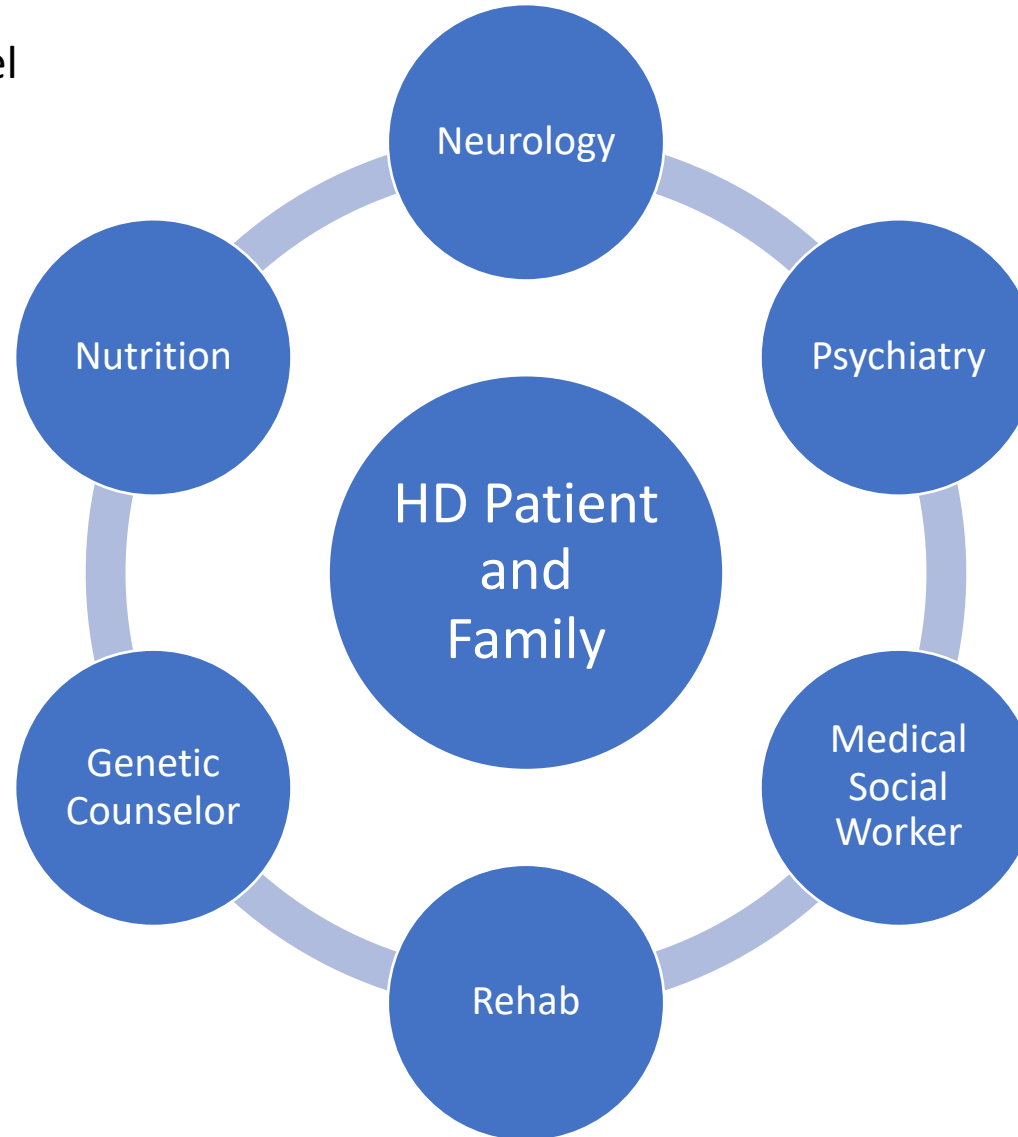 el
Neurology
Nutrition
Psychiatry
HD Patient
and
Family
Genetic
Counselor
Medical
Social
Worker
Rehab